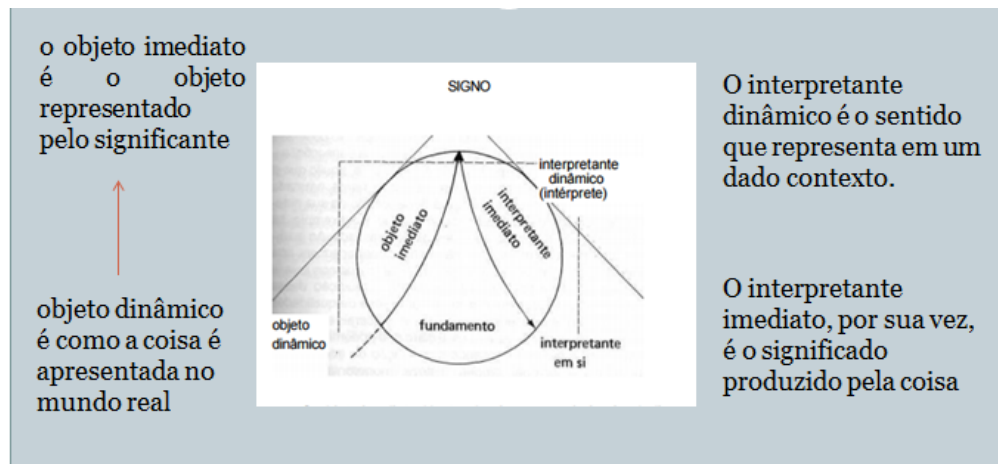 o objeto imediato
é o objeto
representado
pelo significante
objeto dinâmico
é como a coisa é
apresentada no
mundo real
SIGNO
interpretante
dinâmico
(intérprete)
objeto
imediato
interpretante
imediato
fundamento
objeto
dinâmico
interpretante
em si
O interpretante
dinâmico é o sentido
que representa em um
dado contexto.
O interpretante
imediato, por sua vez,
é o significado
produzido pela coisa